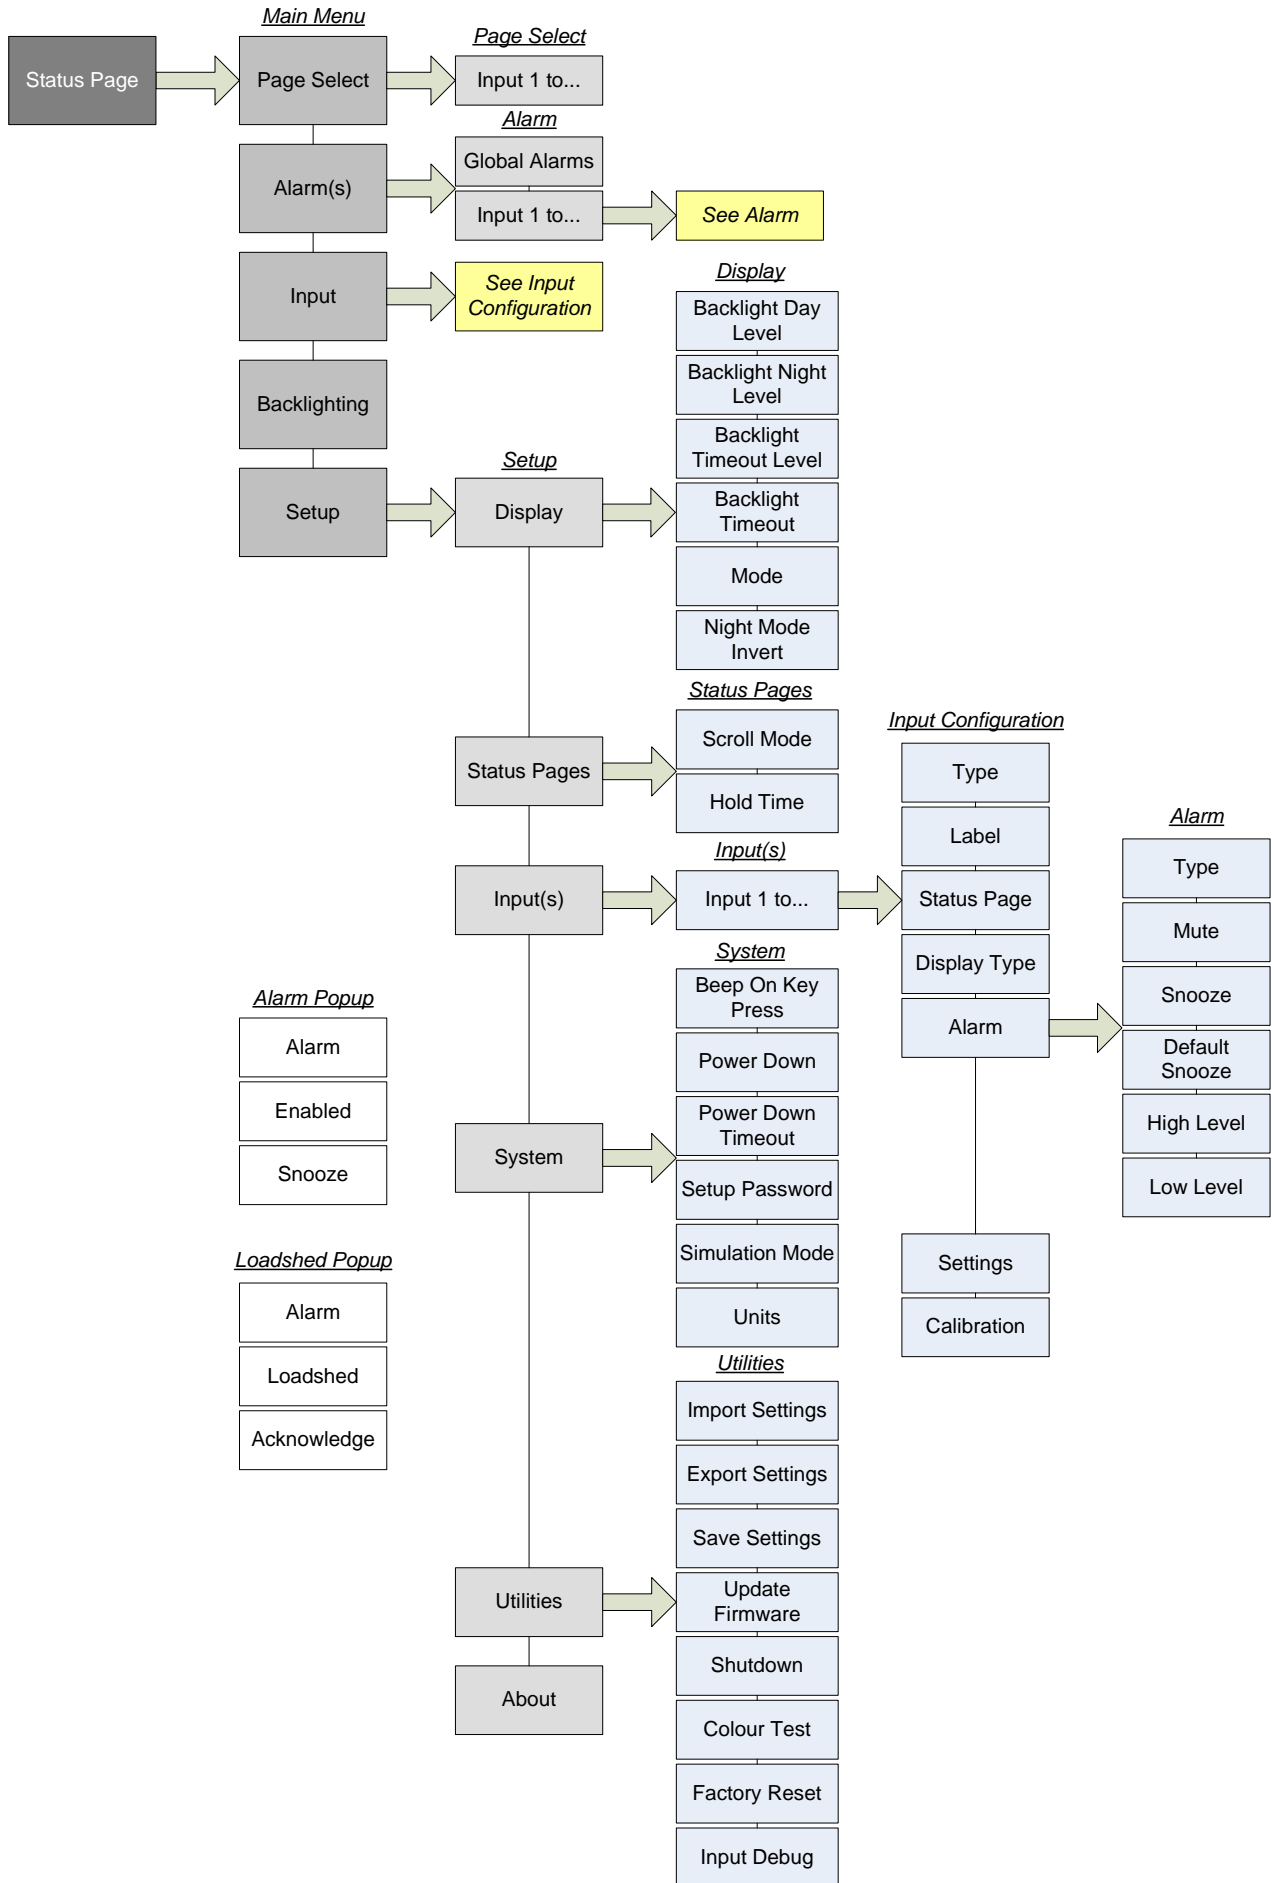 Main Menu
Status Page
Page Select
Page Select
Input 1 to...
Alarm
Alarm(s)
Global Alarms
Input 1 to...
See Alarm
Input
See Input
Configuration
Backlighting
Setup
Setup
Display
Display
Backlight Day
Level
Backlight Night
Level
Backlight
Timeout Level
Backlight
Timeout
Mode
Night Mode
Invert
Status Pages
Status Pages
Scroll Mode
Hold Time
Input(s)
Input(s)
Input 1 to...
Input Configuration
Type
Label
Status Page
Display Type
Alarm
Settings
Calibration
Alarm
Type
Mute
Snooze
Default
Snooze
High Level
Low Level
System
System
Beep On Key
Press
Power Down
Power Down
Timeout
Setup Password
Simulation Mode
Units
Alarm Popup
Alarm
Enabled
Snooze
Loadshed Popup
Alarm
Loadshed
Acknowledge
Utilities
Utilities
Import Settings
Export Settings
Save Settings
Update
Firmware
Shutdown
Colour Test
Factory Reset
Input Debug
About